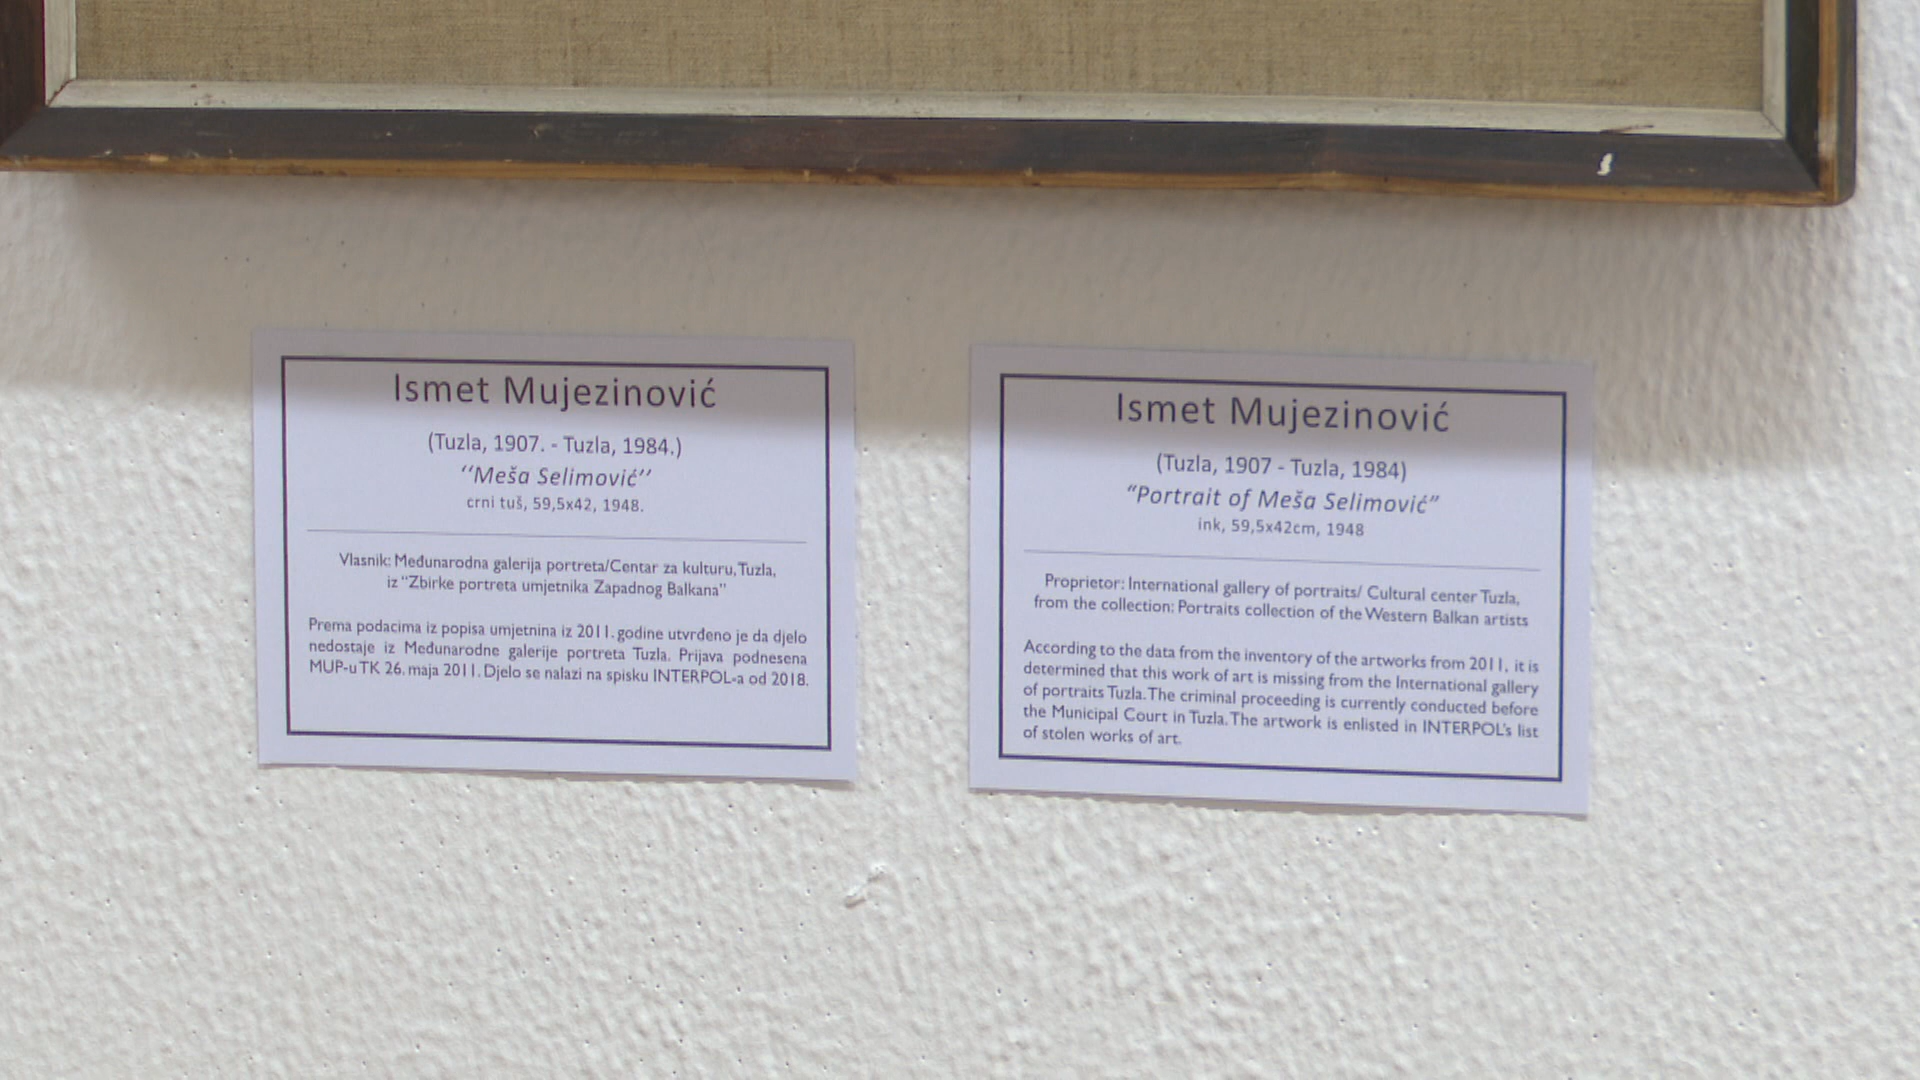 Ismet Mujezinović
(Tuzla, 1907. - Tuzla, 1984.)
‘‘Meša Selimović’’
crni tuš, 59,5x42, 1948.
Vlasnik: Međunarodna galerija portreta/Centar za kulturu, Tuzla,
iz “Zbirke portreta umjetnika Zapadnog Balkana”
Prema podacima iz popisa umjetnina iz 2011. godine utvrđeno je da djelo
nedostaje iz Međunarodne galerije portreta Tuzla. Prijava podnesena
MUP-u TK 26. maja 2011. Djelo se nalazi na spisku INTERPOL-a od 2018.
Ismet Mujezinović
(Tuzla, 1907 - Tuzla, 1984)
“Portrait of Meša Selimović”
ink, 59,5x42cm, 1948
Proprietor: International gallery of portraits/ Cultural center Tuzla,
from the collection: Portraits collection of the Western Balkan artists
According to the data from the inventory of the artworks from 2011, it is
determined that this work of art is missing from the International gallery
of portraits Tuzla. The criminal proceeding is currently conducted before
the Municipal Court in Tuzla. The artwork is enlisted in INTERPOL's list
of stolen works of art.